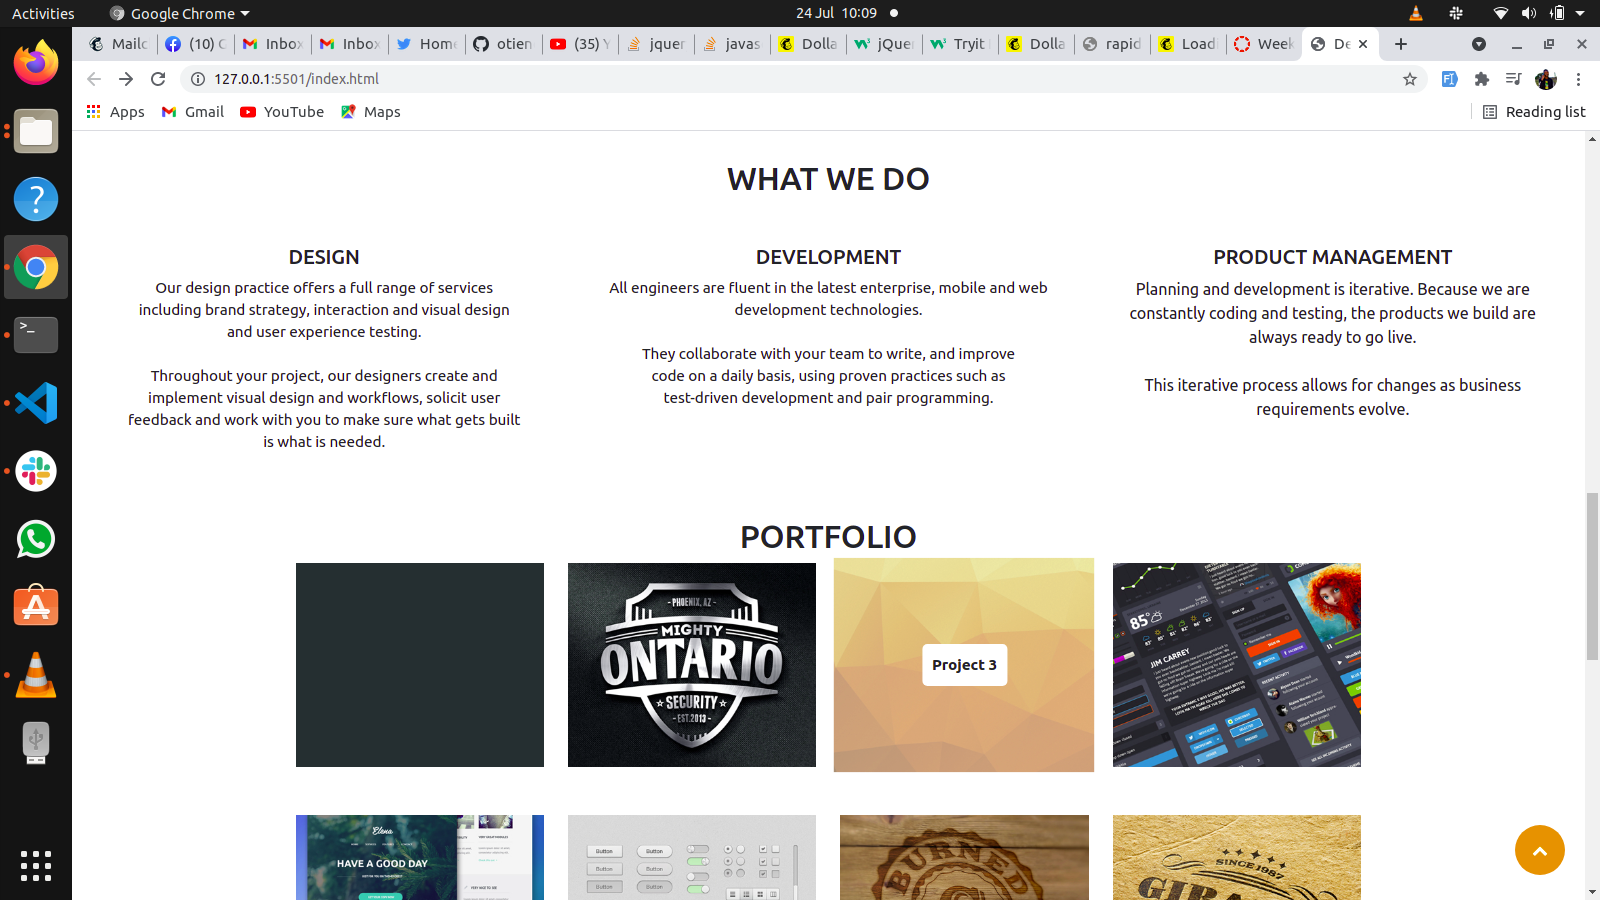 Activities
Google Chrome
24 Jul 10:09
Mailc
(10)
Inbox
Inbox
Home
otien
(35) Y
jquer
javas
Dolla
jQuer
Tryit
Dolla
rapid
Load
Week
De
127.0.0.1:5501/index.html
Apps
Gmail
YouTube
Maps
Reading list
WHAT WE DO
DESIGN
Our design practice offers a full range of services
including brand strategy, interaction and visual design
and user experience testing.
Throughout your project, our designers create and
implement visual design and workflows, solicit user
feedback and work with you to make sure what gets built
is what is needed.
DEVELOPMENT
All engineers are fluent in the latest enterprise, mobile and web
development technologies.
They collaborate with your team to write, and improve
code on a daily basis, using proven practices such as
test-driven development and pair programming.
PRODUCT MANAGEMENT
Planning and development is iterative. Because we are
constantly coding and testing, the products we build are
always ready to go live.
This iterative process allows for changes as business
requirements evolve.
PORTFOLIO
- PHOENIX, AZ -
MIGHTY
ONTARIO
SECURITY
- EST.2013 -
Project 3
85°
SIGN UP
JIM CARREY
RECENT ACTIVITY
Elena
HAVE A GOOD DAY
Button
Button
Button
Button
Button
Button
BURNED
SINCE 1987